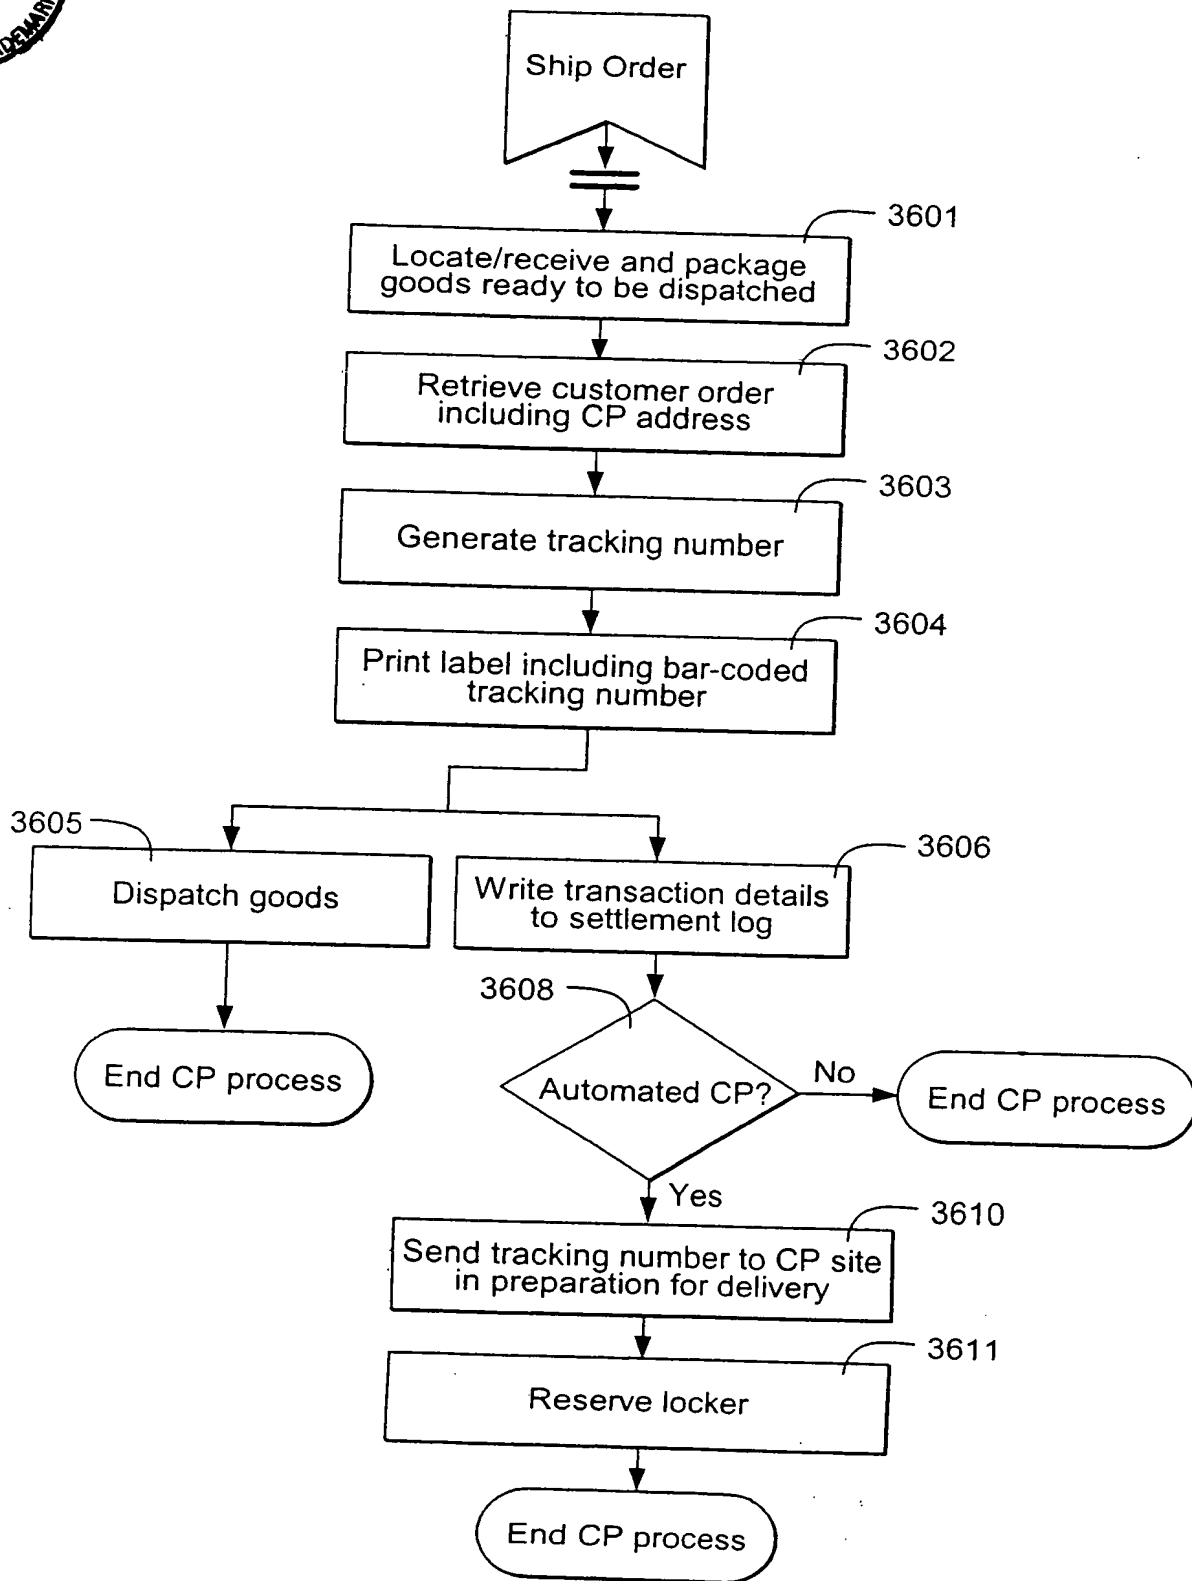 Ship Order
3601
Locate/receive and package
goods ready to be dispatched
3602
Retrieve customer order
including CP address
3603
Generate tracking number
3604
Print label including bar-coded
tracking number
3605
Dispatch goods
3606
Write transaction details
to settlement log
End CP process
3608
Automated CP?
No
End CP process
Yes
3610
Send tracking number to CP site
in preparation for delivery
3611
Reserve locker
End CP process